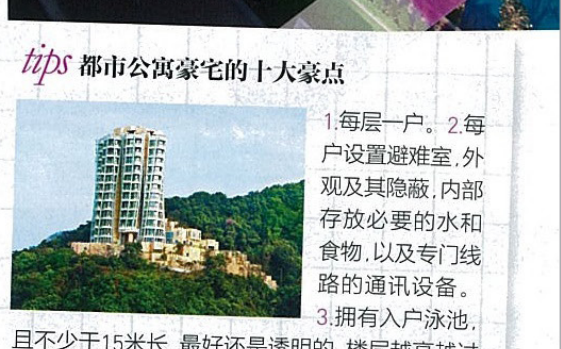 tips 都市公寓豪宅的十大豪点
1.每层一户。2.每
户设置避难室,外
观及其隐蔽,内部
存放必要的水和
食物,以及专门线
路的通讯设备。
3.拥有入户泳池,
且不少于15米长,最好还是透明的,楼层越高越过